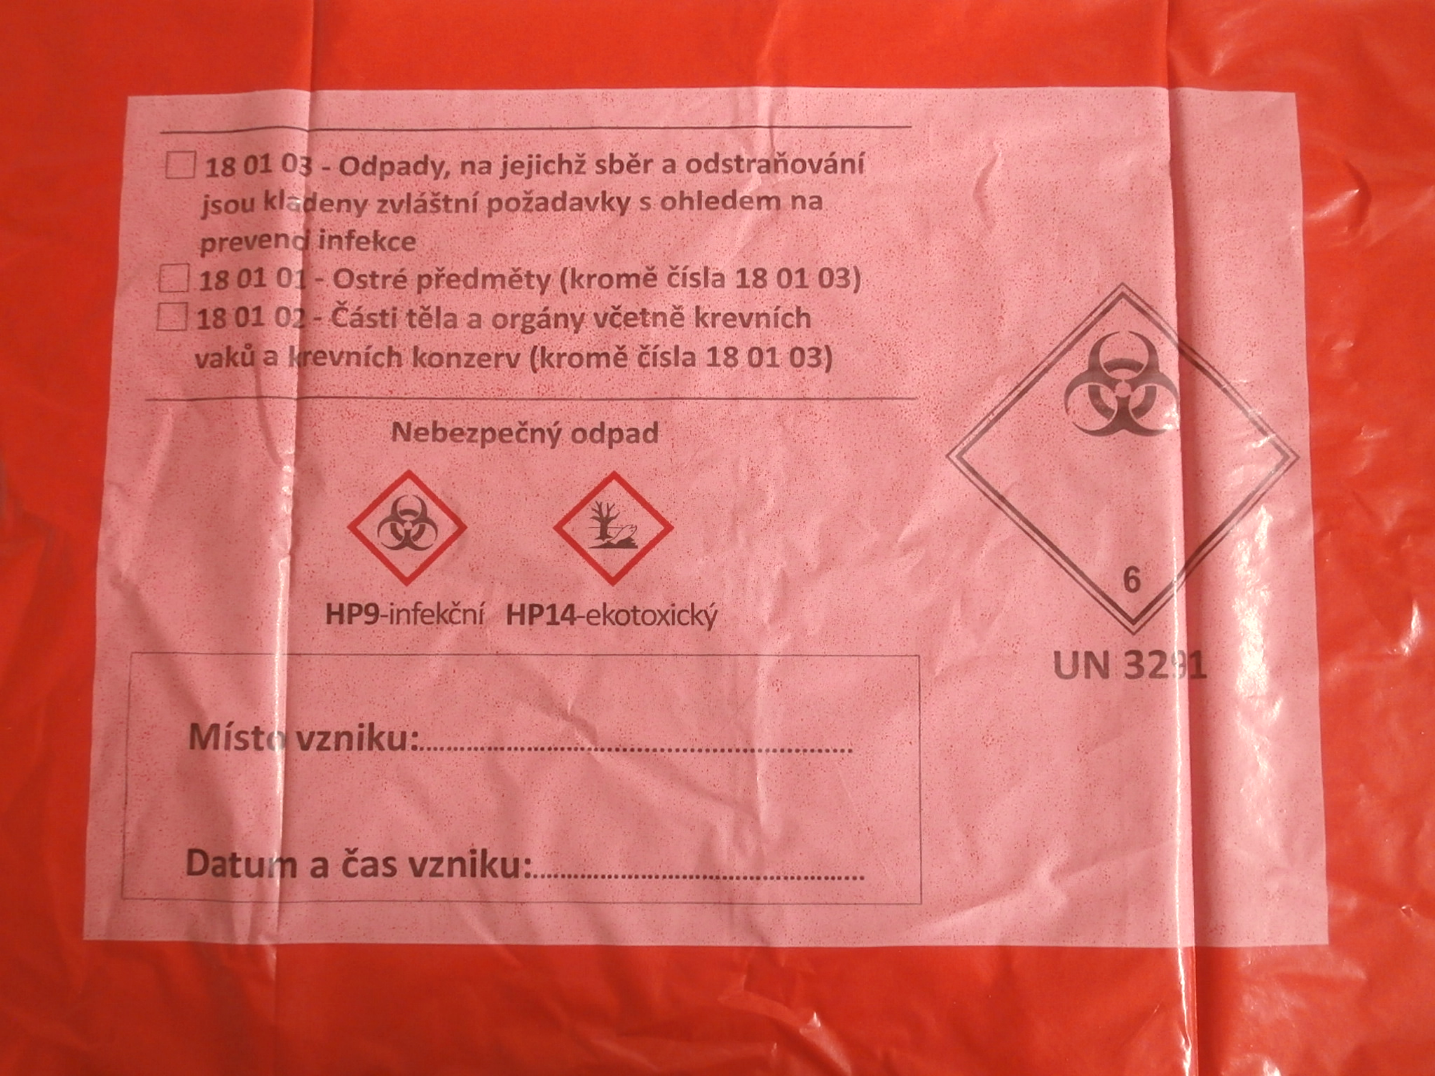 18 01 03 - Odpady, na jejichž sběr a odstraňování
jsou kladeny zvláštní požadavky s ohledem na
prevencí infekce
18 01 01 - Ostré předměty (kromě čísla 18 01 03)
18 01 02 - Části těla a orgány včetně krevních
vaků a krevních konzerv (kromě čísla 18 01 03)
Nebezpečný odpad
HP9-infekční HP14-ekotoxický
6
UN 3291
Místo vzniku:
Datum a čas vzniku: